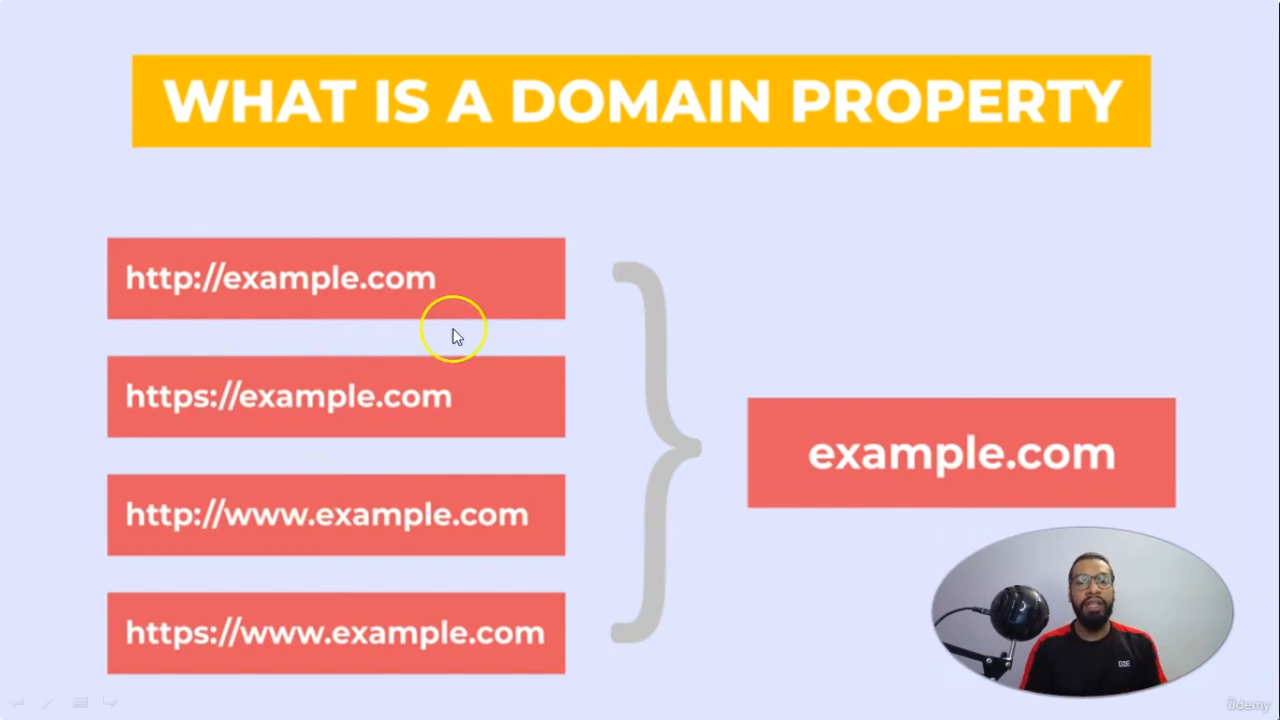 WHAT IS A DOMAIN PROPERTY
http://example.com
https://example.com
http://www.example.com
https://www.example.com
example.com
ûdemy